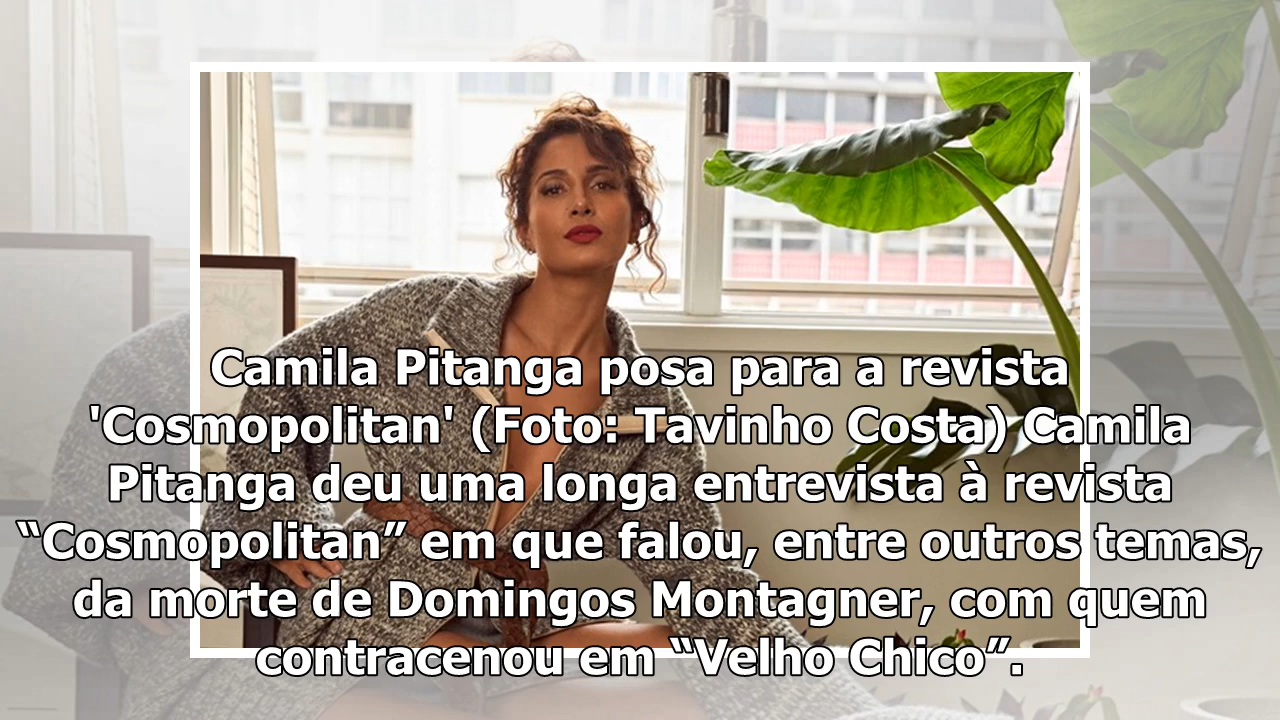 Camila Pitanga posa para a revista
'Cosmopolitan' (Foto: Tavinho Costa) Camila
Pitanga deu uma longa entrevista à revista
“Cosmopolitan” em que falou, entre outros temas,
da morte de Domingos Montagner, com quem
contracenou em “Velho Chico”.